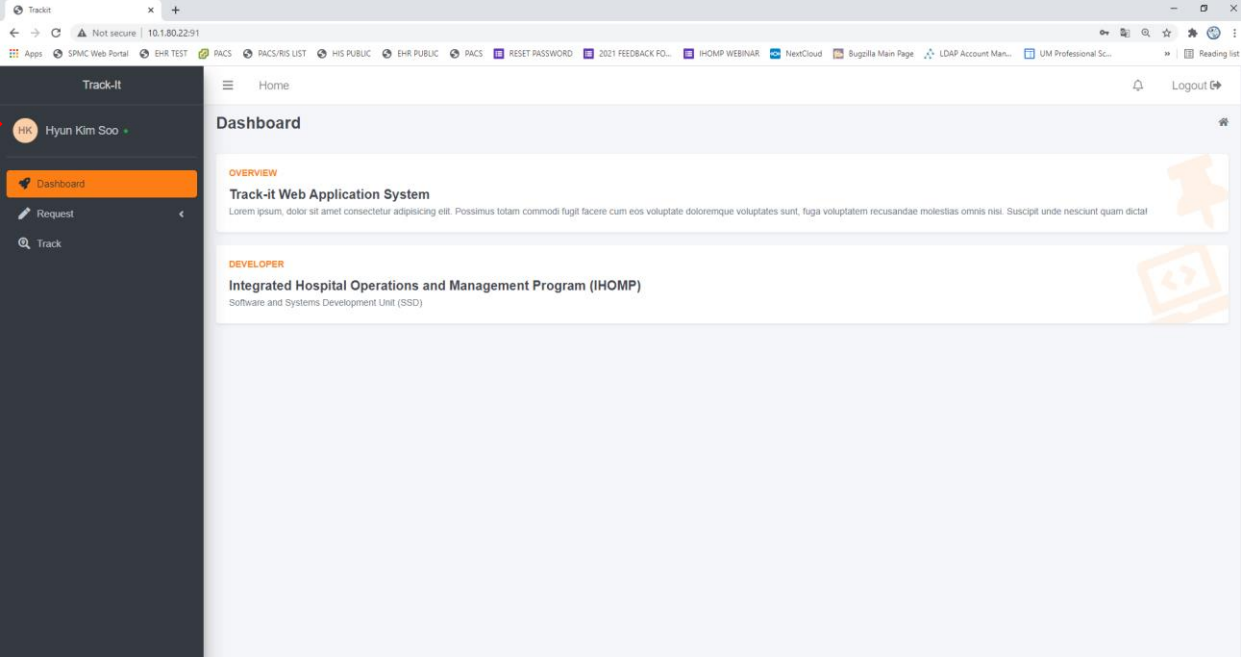 Trackit
Not secure | 10.1.80.22:91
Apps SPMC Web Portal EHR TEST PACS PACS/RIS LIST HIS PUBLIC EHR PUBLIC PACS RESET PASSWORD 2021 FEEDBACK FO... IHOMP WEBINAR NextCloud Bugzilla Main Page LDAP Account Man... UM Professional Sc... » Reading list
Track-It
Home
Logout
HK Hyun Kim Soo
Dashboard
Dashboard
Request
Track
OVERVIEW
Track-it Web Application System
Lorem ipsum, dolor sit amet consectetur adipisicing elit. Possimus totam commodi fugit facere cum eos voluptate doloremque voluptates sunt, fuga voluptatem recusandae molestias omnis nisi. Suscipit unde nesciunt quam dicta!
DEVELOPER
Integrated Hospital Operations and Management Program (IHOMP)
Software and Systems Development Unit (SSD)